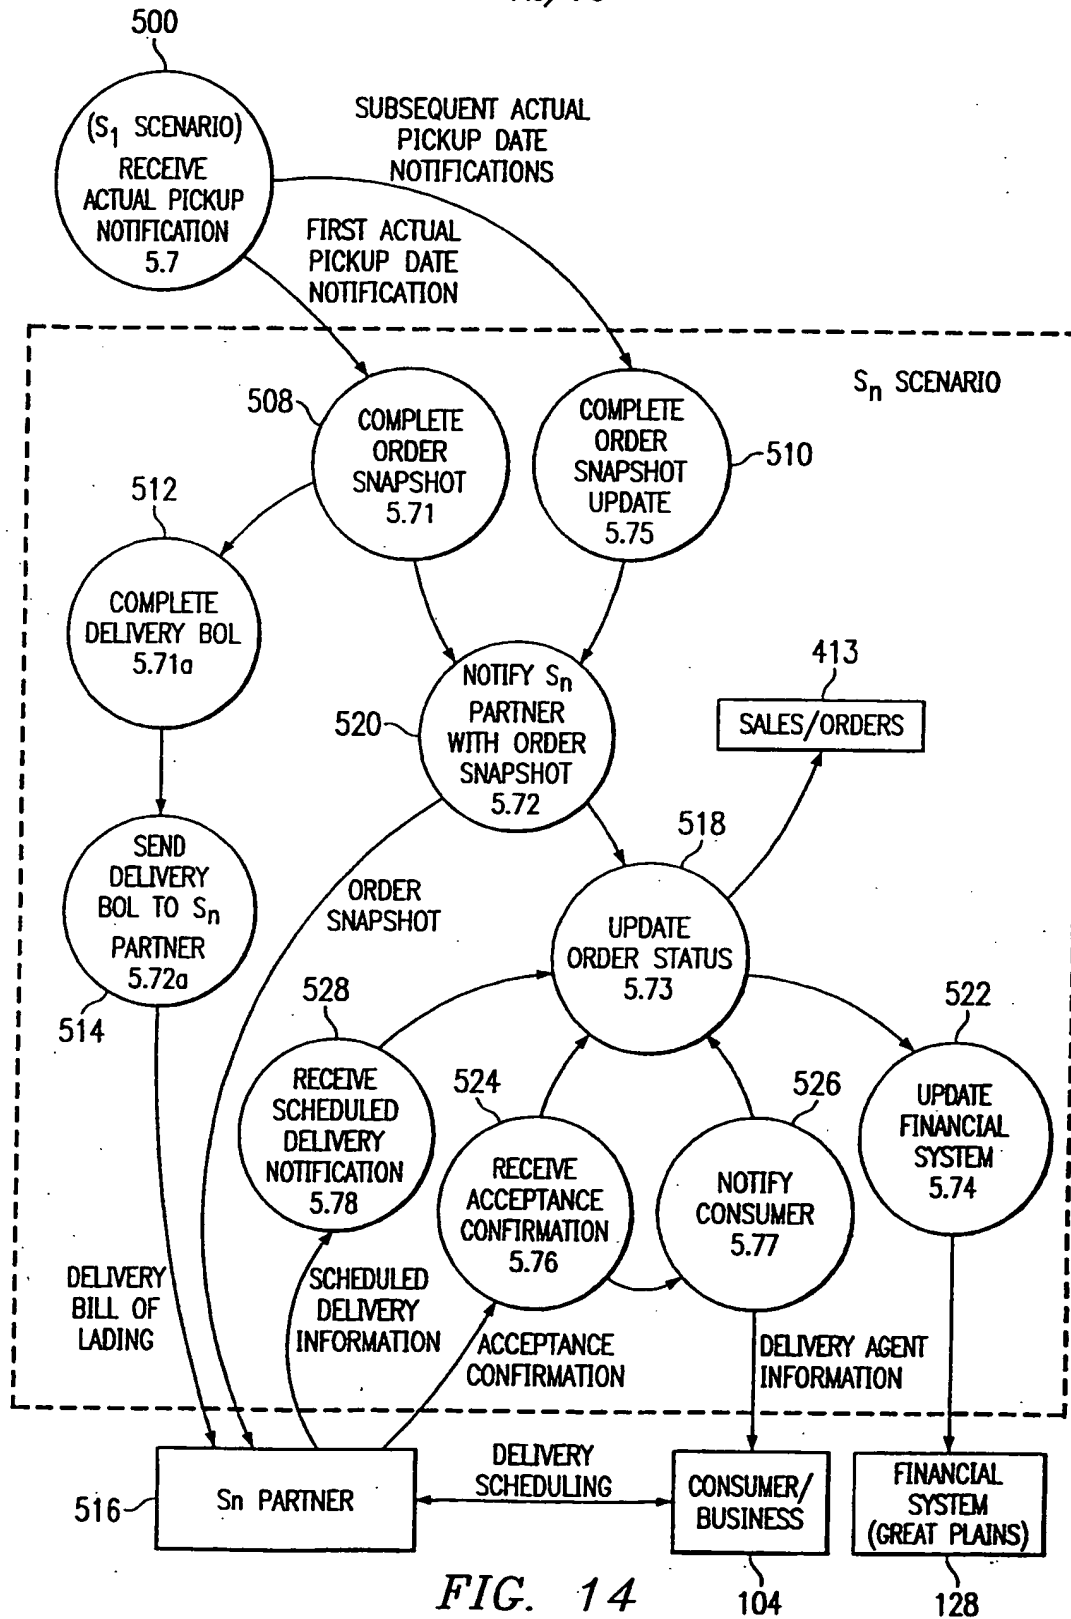 500
(S1 SCENARIO)
RECEIVE
ACTUAL PICKUP
NOTIFICATION
5.7
SUBSEQUENT ACTUAL
PICKUP DATE
NOTIFICATIONS
FIRST ACTUAL
PICKUP DATE
NOTIFICATION
Sn SCENARIO
508
COMPLETE
ORDER
SNAPSHOT
5.71
COMPLETE
ORDER
SNAPSHOT
UPDATE
5.75
510
512
COMPLETE
DELIVERY BOL
5.71a
520
NOTIFY Sn
PARTNER
WITH ORDER
SNAPSHOT
5.72
413
SALES/ORDERS
SEND
DELIVERY
BOL TO Sn
PARTNER
5.72a
514
ORDER
SNAPSHOT
518
UPDATE
ORDER STATUS
5.73
528
RECEIVE
SCHEDULED
DELIVERY
NOTIFICATION
5.78
524
RECEIVE
ACCEPTANCE
CONFIRMATION
5.76
526
NOTIFY
CONSUMER
5.77
522
UPDATE
FINANCIAL
SYSTEM
5.74
DELIVERY
BILL OF
LADING
SCHEDULED
DELIVERY
INFORMATION
ACCEPTANCE
CONFIRMATION
DELIVERY AGENT
INFORMATION
516
Sn PARTNER
DELIVERY
SCHEDULING
CONSUMER/
BUSINESS
104
FINANCIAL
SYSTEM
(GREAT PLAINS)
128
FIG. 14